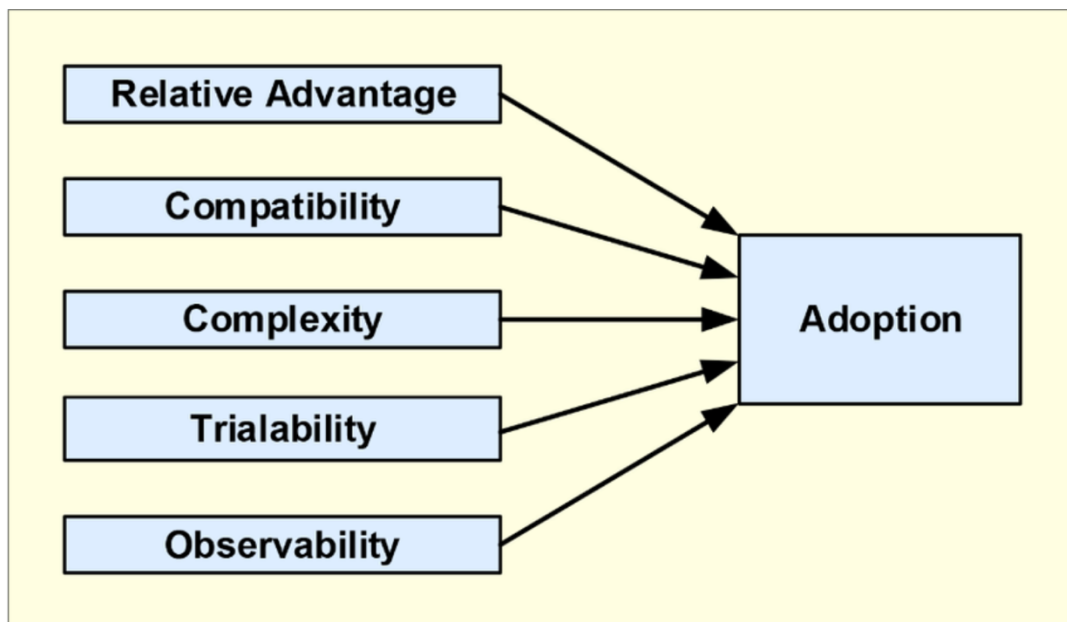 Relative Advantage
Compatibility
Complexity
Trialability
Observability
Adoption